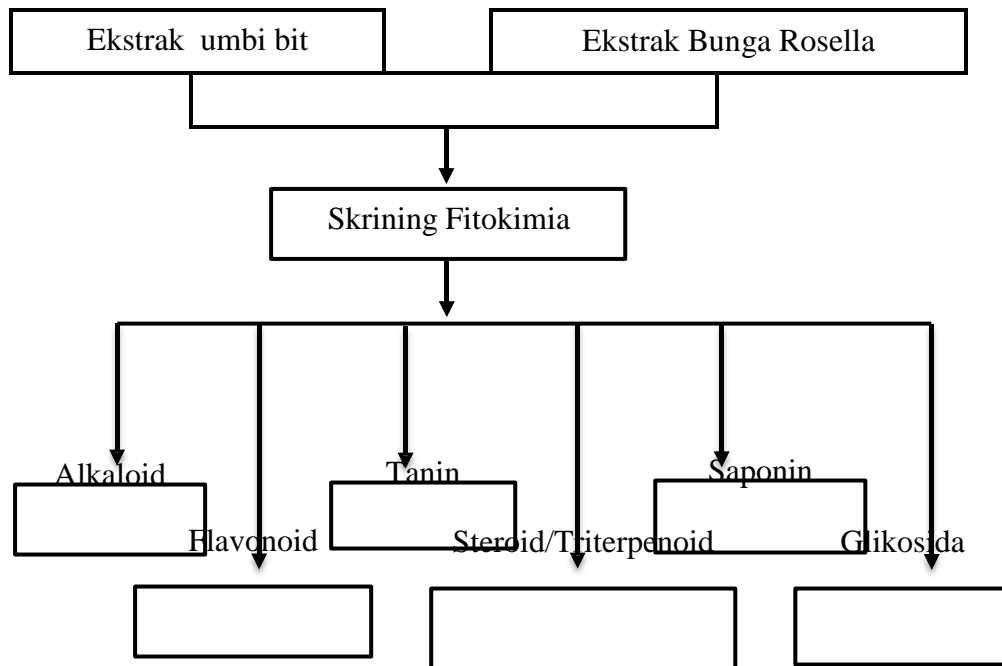 Ekstrak umbi bit
Ekstrak Bunga Rosella
Skrining Fitokimia
Alkaloid
Tanin
Saponin
Flavonoid
Steroid/Triterpenoid
Glikosida